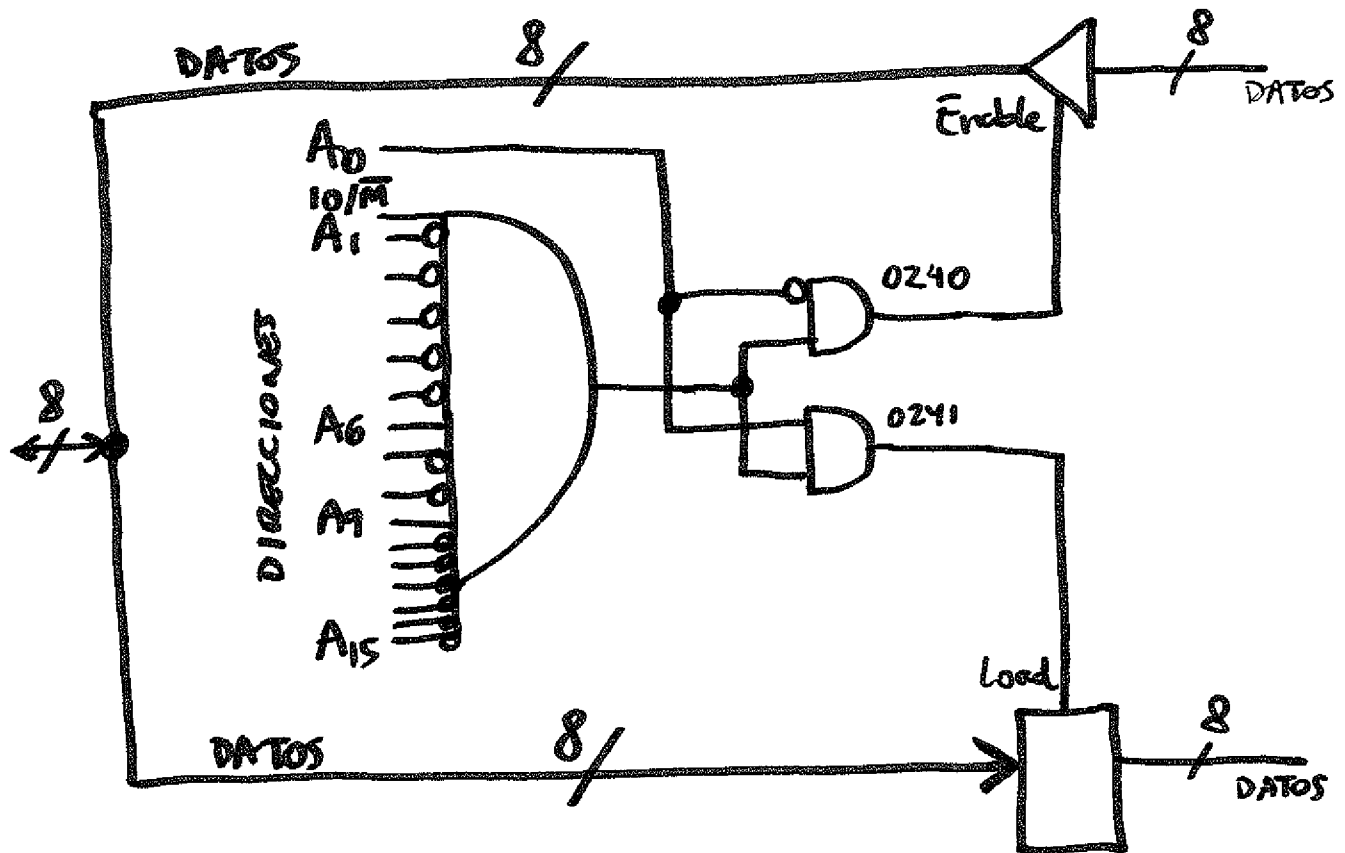 DATOS
8
8
DATOS
Enable
A0
10/M̅
A1
0240
DIRECCIONES
8
A6
0241
A9
A15
Load
DATOS
8
8
DATOS